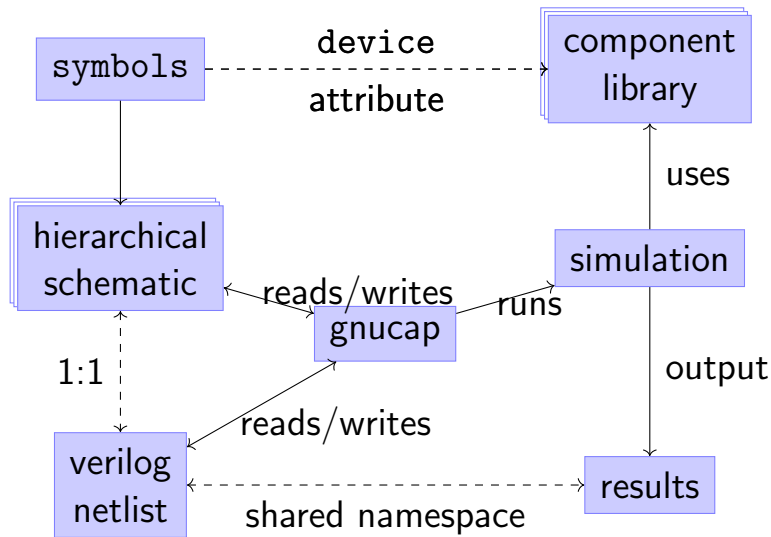 symbols
device
attribute
component
library
uses
hierarchical
schematic
simulation
reads/writes
runs
gnucap
1:1
output
reads/writes
verilog
netlist
results
shared namespace